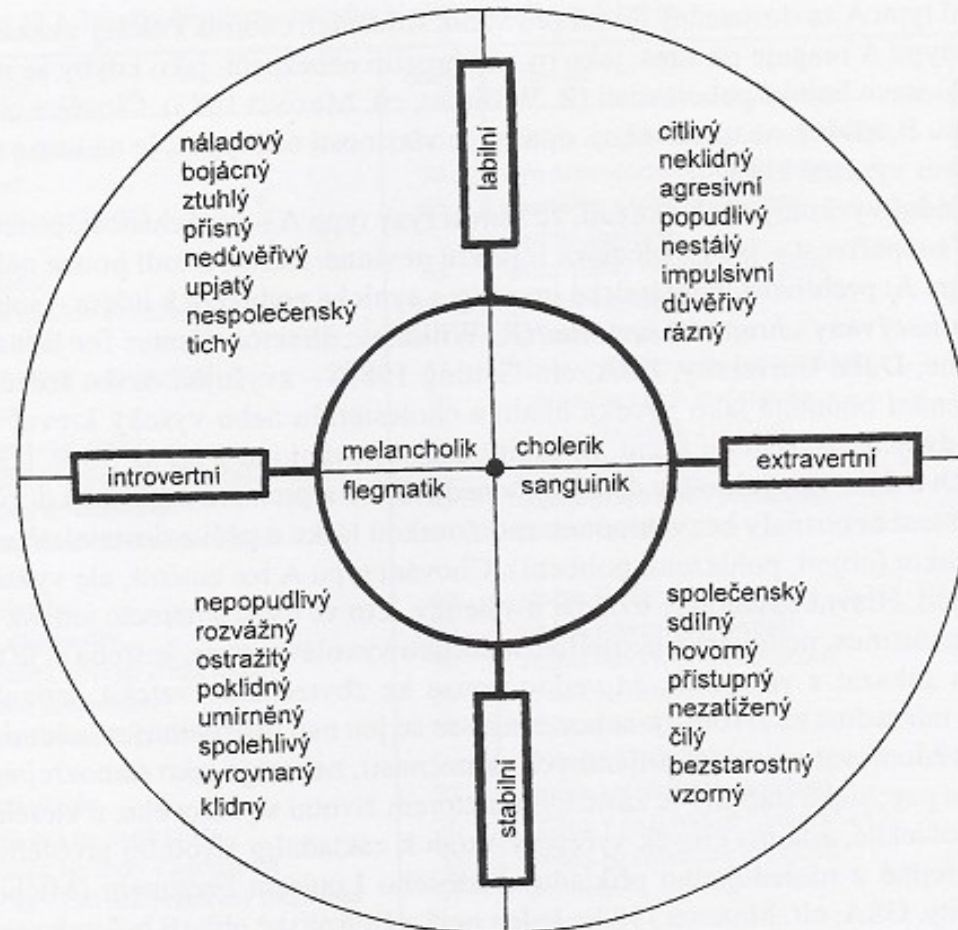 labilní
náladový
bojácný
ztuhlý
přísný
nedůvěřivý
upjatý
nespolečenský
tichý
citlivý
neklidný
agresivní
popudlivý
nestálý
impulsivní
důvěřivý
rázný
melancholik
cholerik
introvertní
extravertní
flegmatik
sanguinik
nepopudlivý
rozvážný
ostražitý
poklidný
umírněný
spolehlivý
vyrovnaný
klidný
společenský
sdílný
hovorný
přístupný
nezatížený
čilý
bezstarostný
vzorný
stabilní